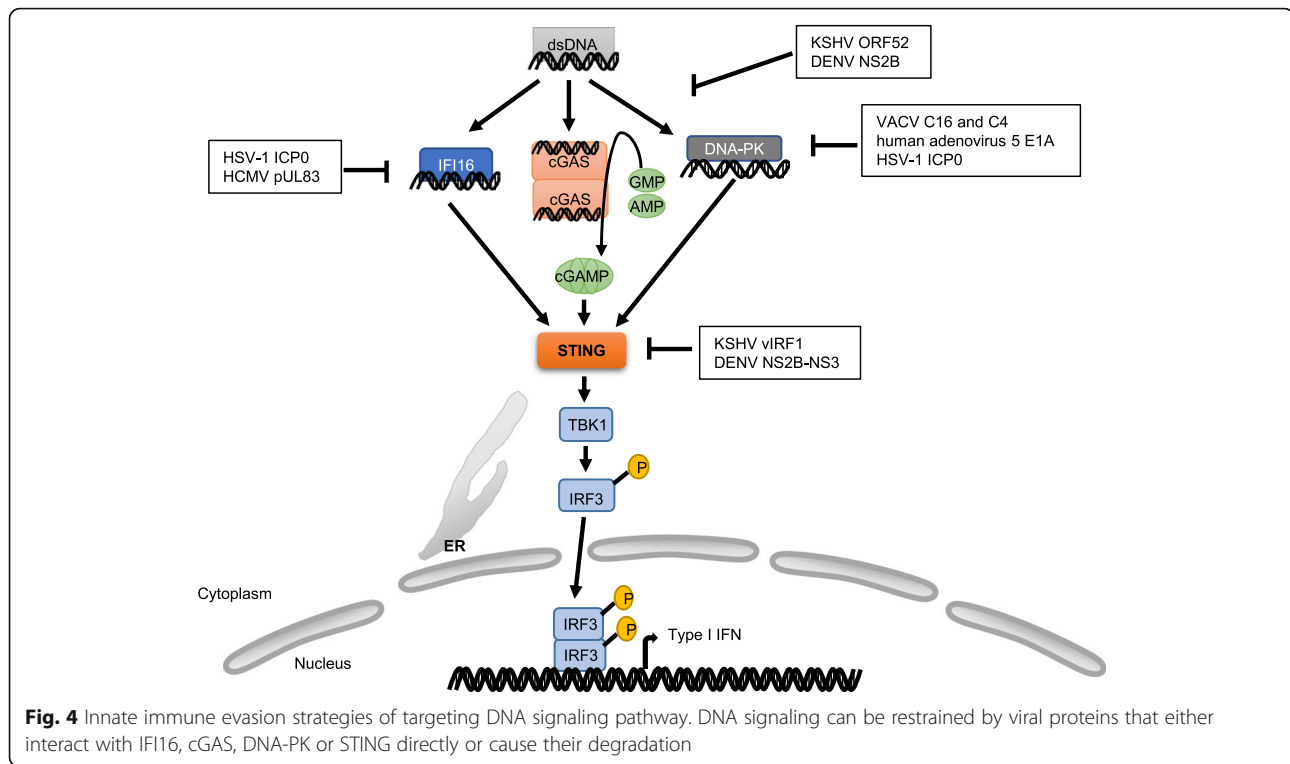 dsDNA
KSHV ORF52
DENV NS2B
VACV C16 and C4
human adenovirus 5 E1A
HSV-1 ICP0
HSV-1 ICP0
HCMV pUL83
IFI16
cGAS
cGAS
GMP
AMP
DNA-PK
cGAMP
STING
KSHV vIRF1
DENV NS2B-NS3
TBK1
P
IRF3
ER
Cytoplasm
Nucleus
P
IRF3
P
IRF3
Type I IFN
Fig. 4 Innate immune evasion strategies of targeting DNA signaling pathway. DNA signaling can be restrained by viral proteins that either
interact with IFI16, cGAS, DNA-PK or STING directly or cause their degradation